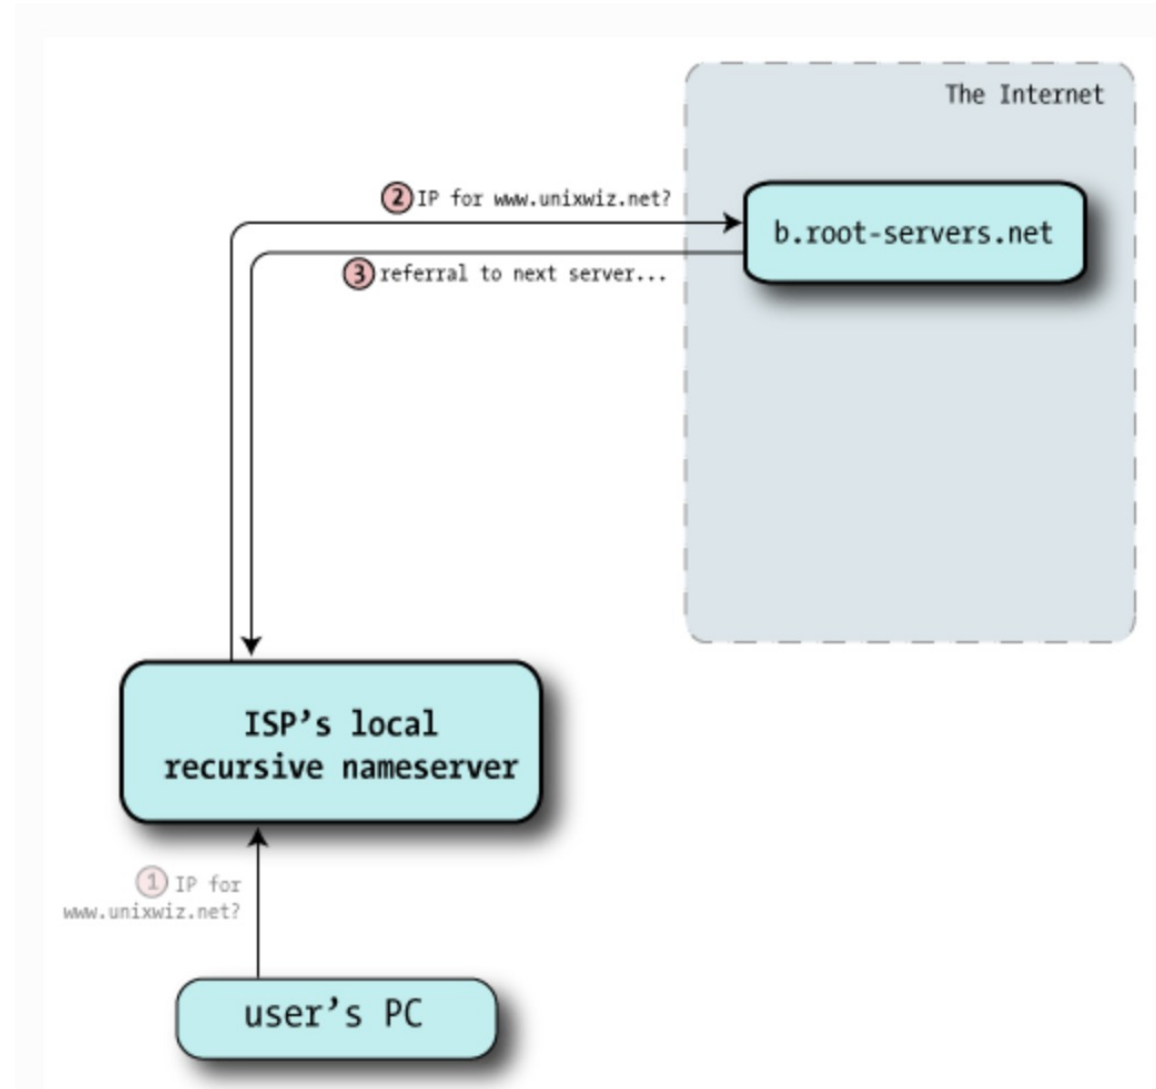 The Internet
2 IP for www.unixwiz.net?
b.root-servers.net
3 referral to next server...
ISP’s local
recursive nameserver
1 IP for
www.unixwiz.net?
user’s PC